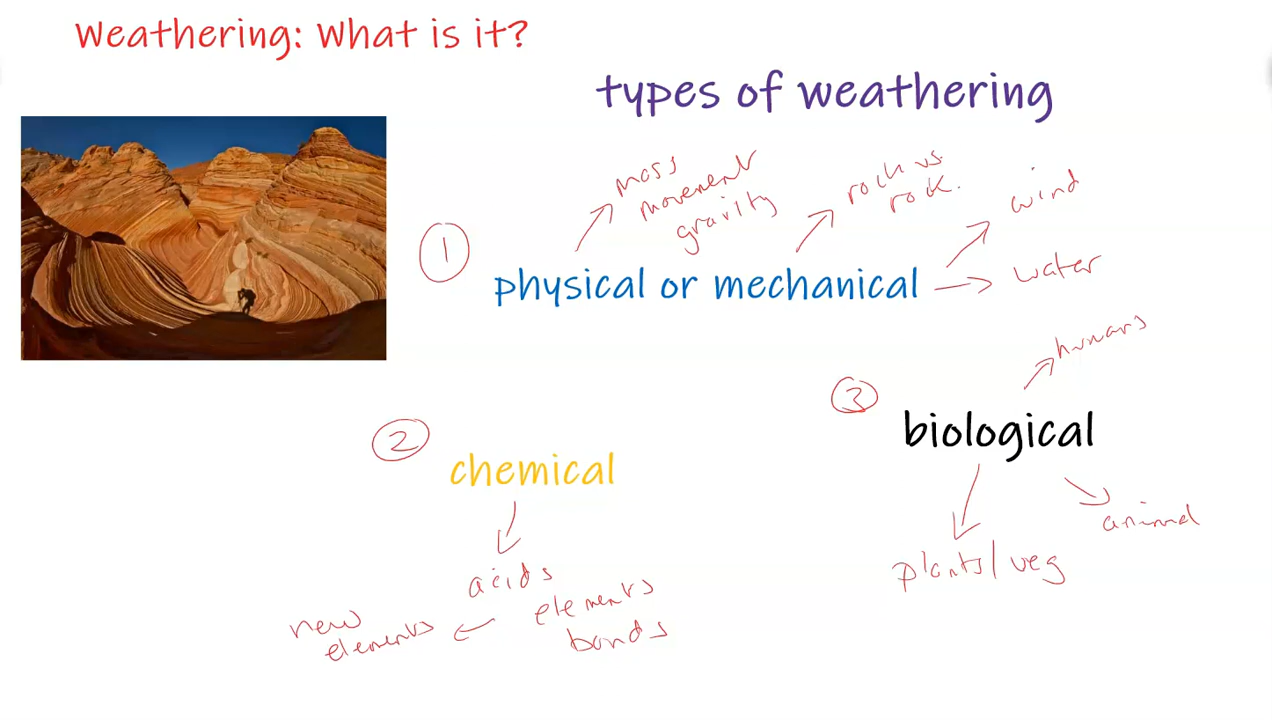 Weathering: What is it?
types of weathering
mass
movement
gravity
rock vs
rock.
wind
1
physical or mechanical
water
humans
3
biological
2
chemical
animal
plants/veg
acids
elements
bonds
new
elements